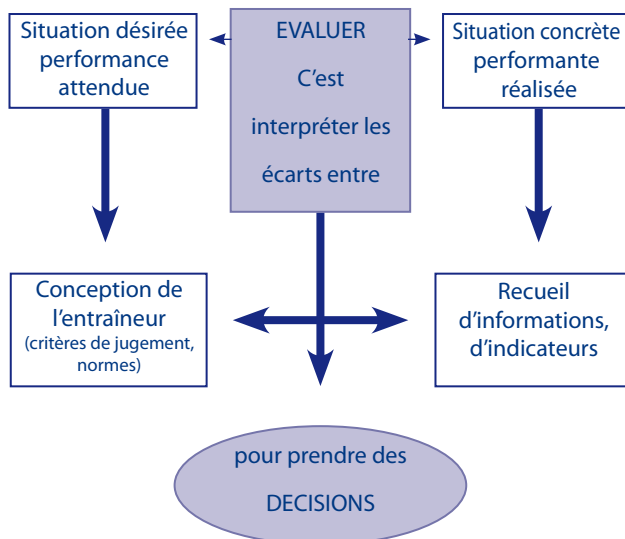 Situation désirée
performance
attendue
EVALUER
C'est
interpréter les
écarts entre
Situation concrète
performante
réalisée
Conception de
l'entraîneur
(critères de jugement,
normes)
Recueil
d'informations,
d'indicateurs
pour prendre des
DECISIONS